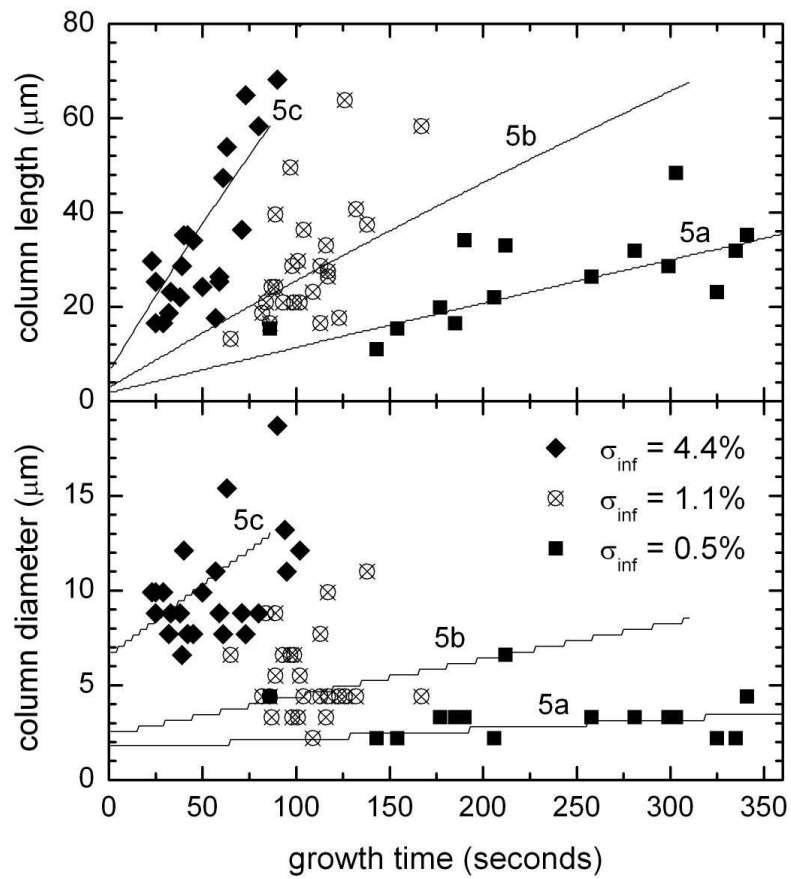 80
60
40
20
0
column length (μm)
5c
5b
5a
15
10
5
0
column diameter (μm)
5c
5b
5a
σinf = 4.4%
σinf = 1.1%
σinf = 0.5%
0 50 100 150 200 250 300 350
growth time (seconds)